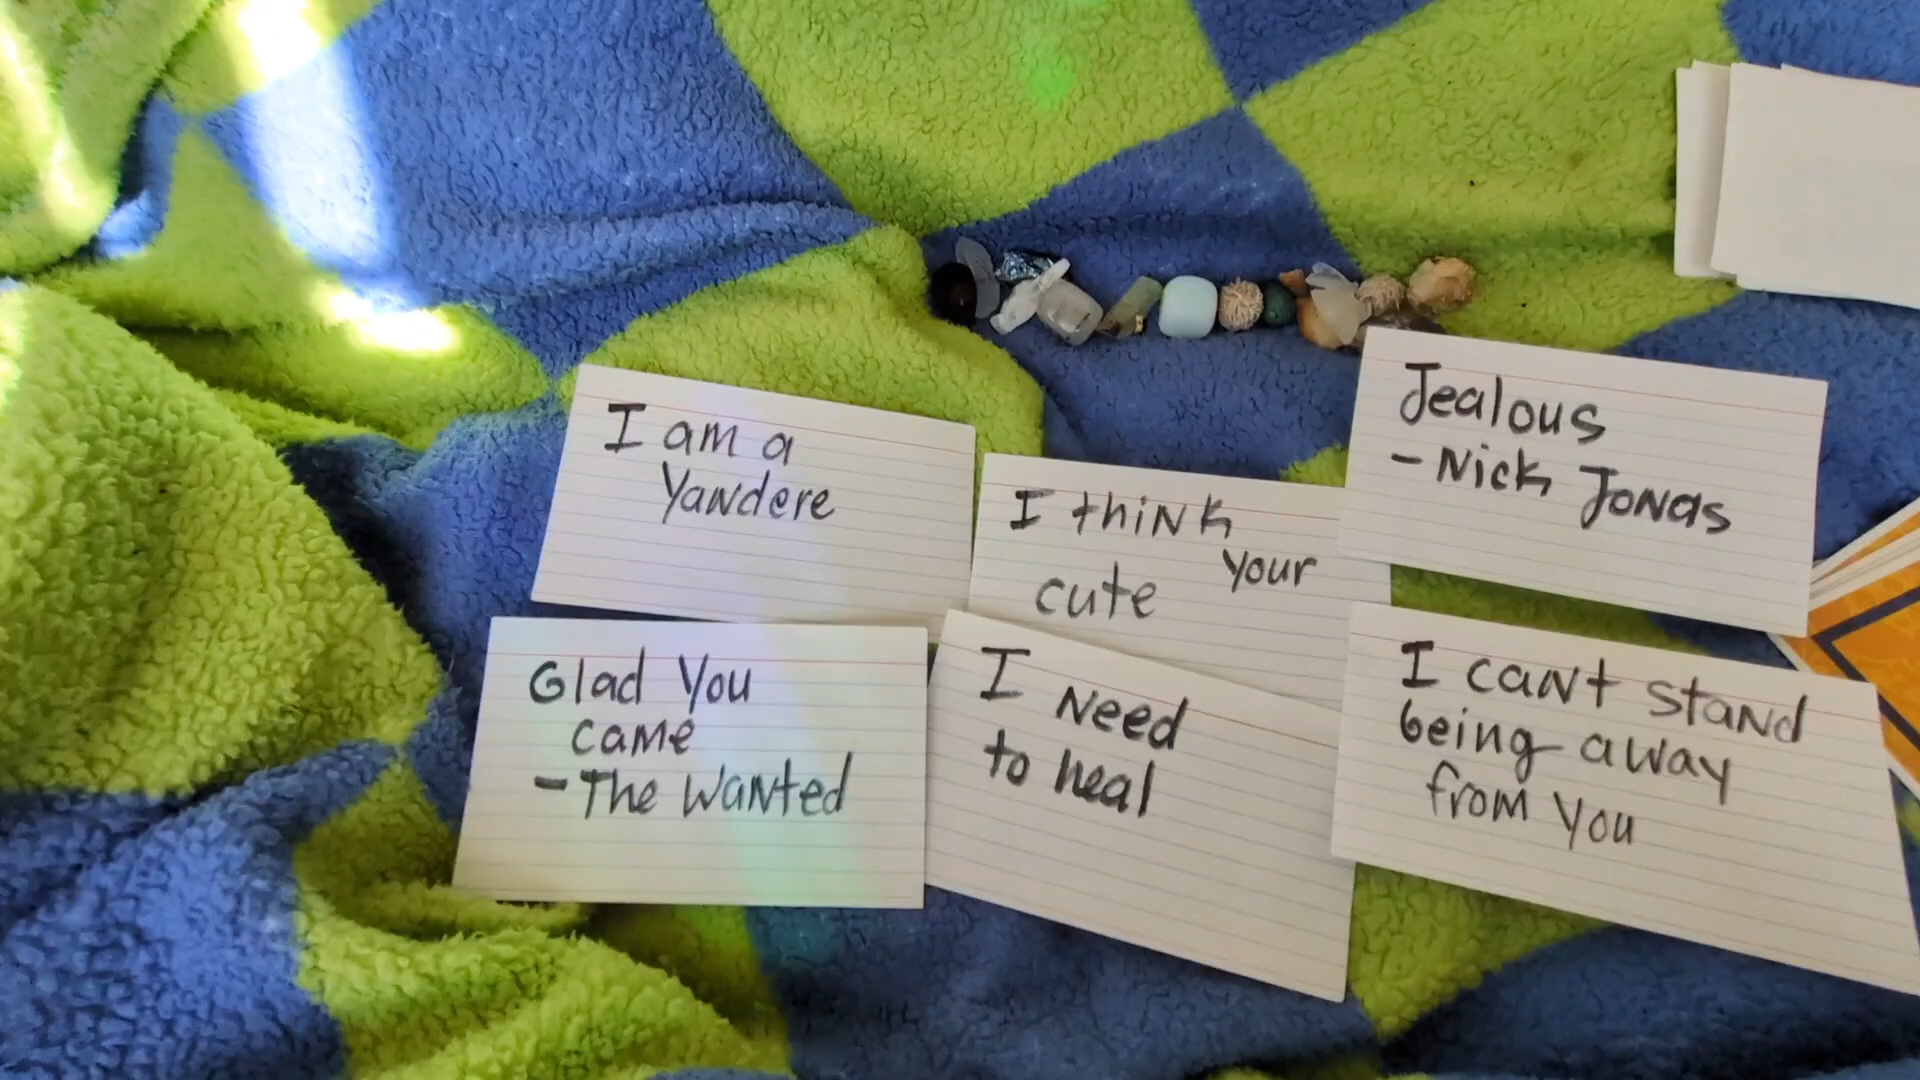 I am a
Yandere
I think
your
cute
Jealous
- Nick Jonas
Glad You
came
- The Wanted
I need
to heal
I can't stand
being away
from you